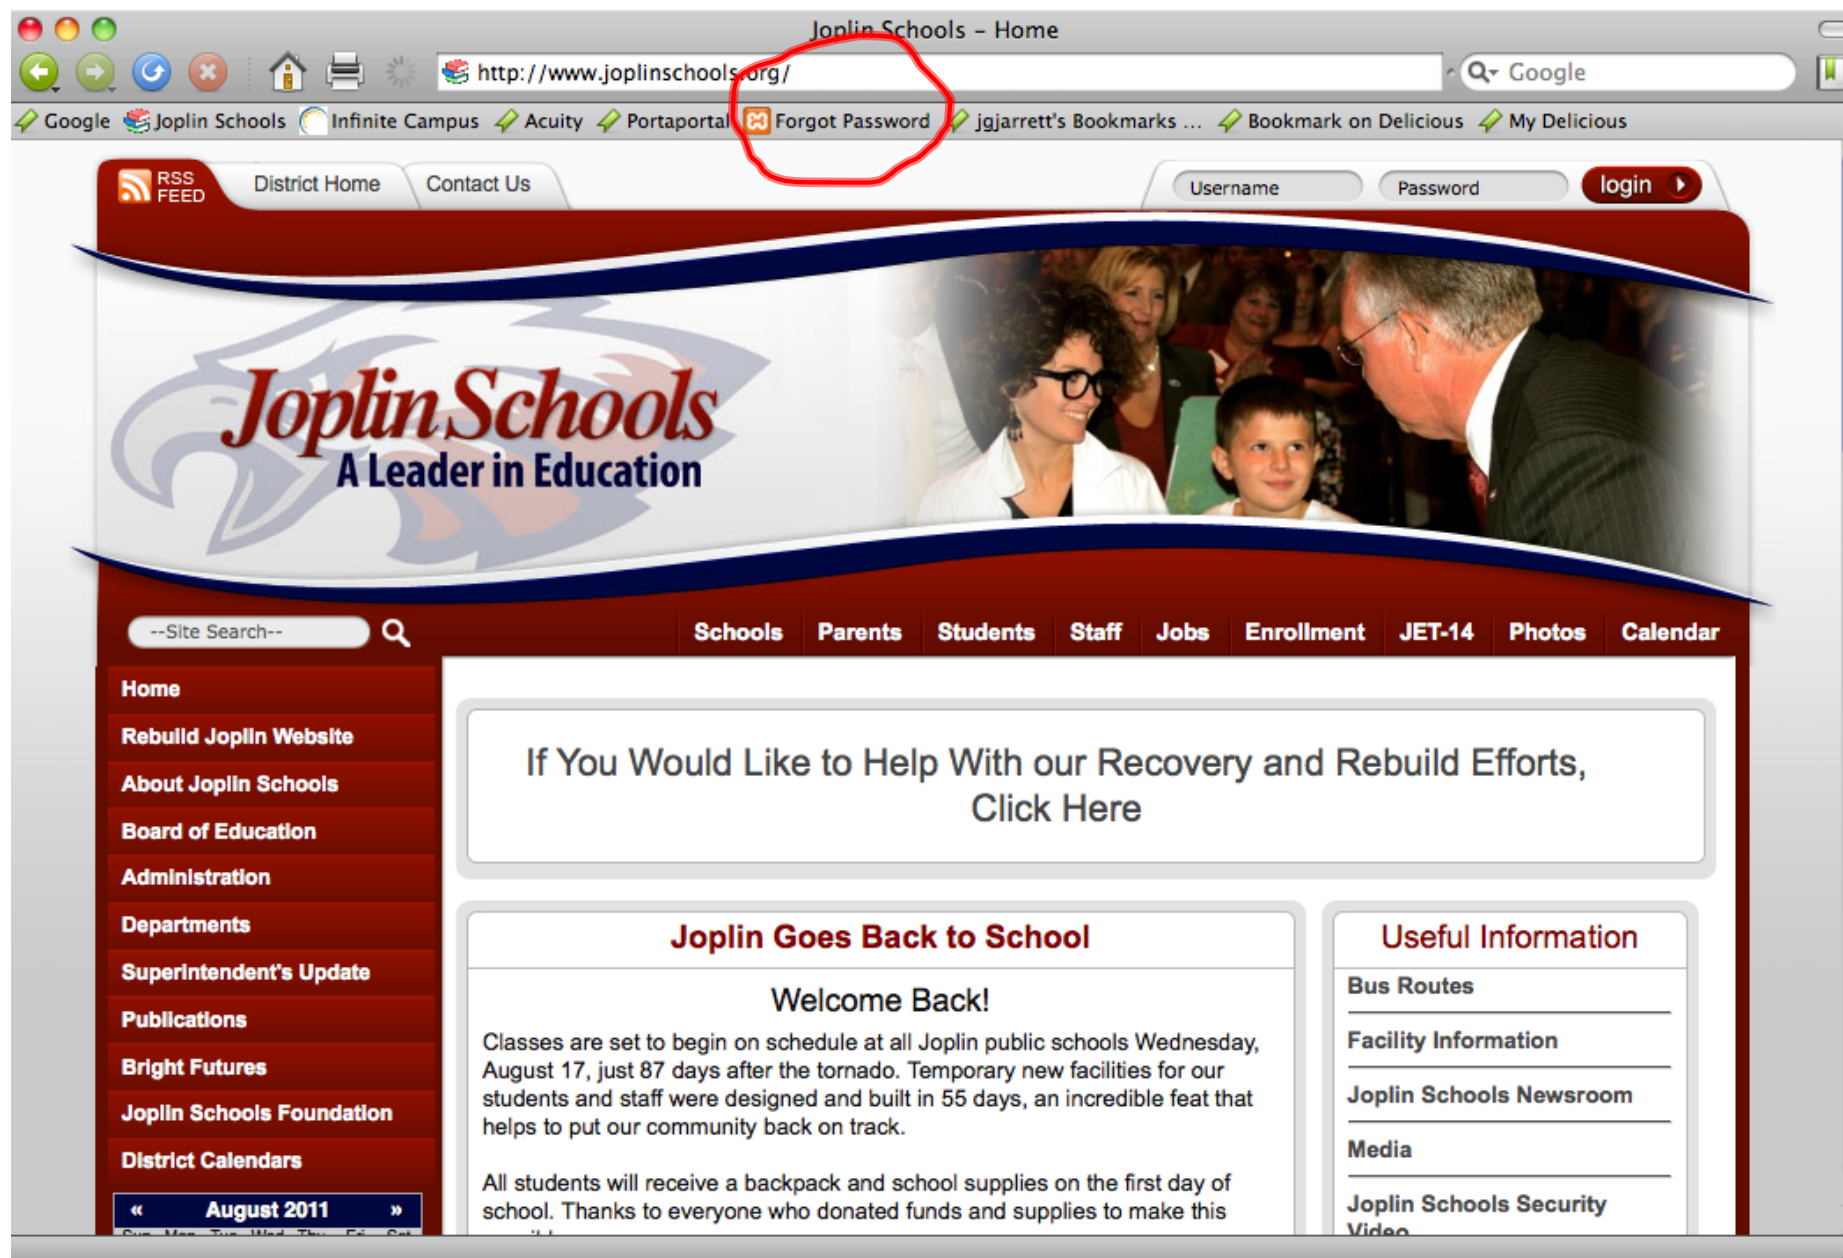 Joplin Schools – Home
http://www.joplinschools.org/
Google
Google Joplin Schools Infinite Campus Acuity Portaportal Forgot Password jgjarrett's Bookmarks ... Bookmark on Delicious My Delicious
RSS
FEED
District Home Contact Us
Username Password login
Joplin Schools
A Leader in Education
--Site Search--
Schools Parents Students Staff Jobs Enrollment JET-14 Photos Calendar
Home
Rebuild Joplin Website
About Joplin Schools
Board of Education
Administration
Departments
Superintendent's Update
Publications
Bright Futures
Joplin Schools Foundation
District Calendars
« August 2011 »
Sun Mon Tue Wed Thu Fri Sat
If You Would Like to Help With our Recovery and Rebuild Efforts,
Click Here
Joplin Goes Back to School
Welcome Back!
Classes are set to begin on schedule at all Joplin public schools Wednesday,
August 17, just 87 days after the tornado. Temporary new facilities for our
students and staff were designed and built in 55 days, an incredible feat that
helps to put our community back on track.
All students will receive a backpack and school supplies on the first day of
school. Thanks to everyone who donated funds and supplies to make this
Useful Information
Bus Routes
Facility Information
Joplin Schools Newsroom
Media
Joplin Schools Security
Video